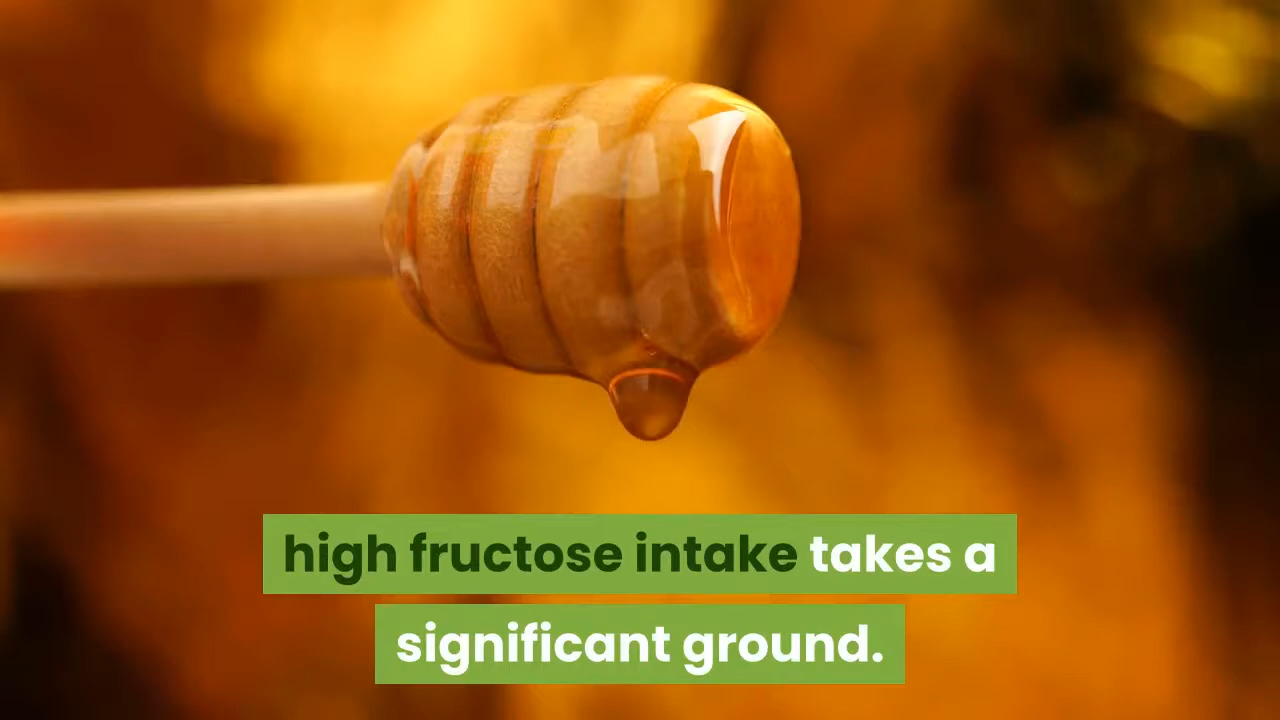 high fructose intake takes a
significant ground.